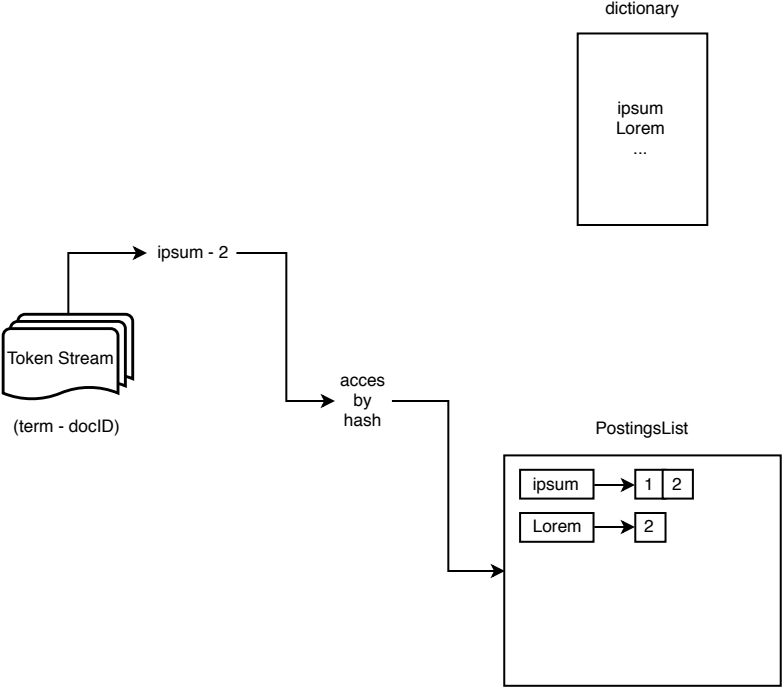 dictionary
ipsum
Lorem
...
ipsum - 2
Token Stream
(term - docID)
acces
by
hash
PostingsList
ipsum 1 2
Lorem 2